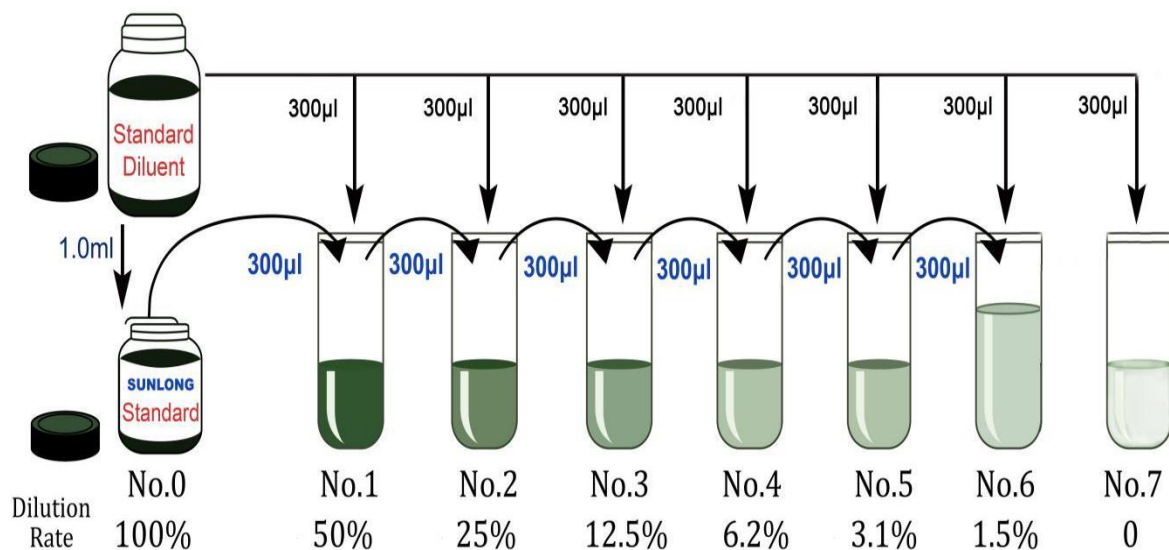 300µl 300µl 300µl 300µl 300µl 300µl 300µl
Standard
Diluent
1.0ml
300µl 300µl 300µl 300µl 300µl 300µl
SUNLONG
Standard
No.0 No.1 No.2 No.3 No.4 No.5 No.6 No.7
Dilution
Rate 100% 50% 25% 12.5% 6.2% 3.1% 1.5% 0